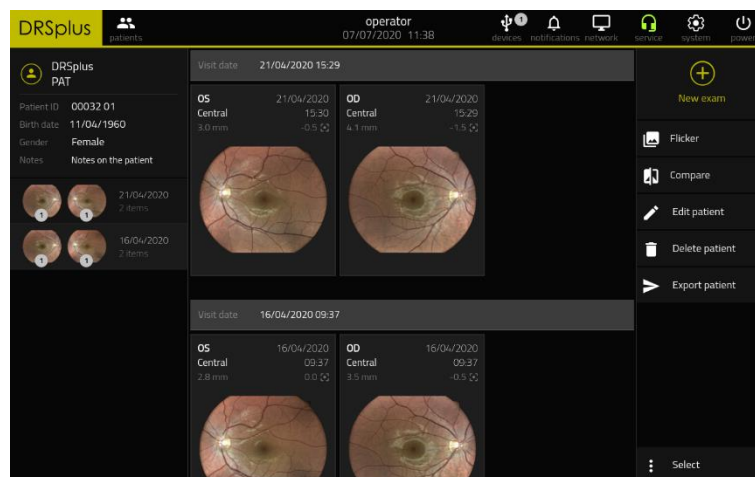 DRSplus
patients
operator
07/07/2020 11:38
1
devices
notifications
network
service
system
power
DRSplus
PAT
Patient ID 00032 01
Birth date 11/04/1960
Gender Female
Notes Notes on the patient
1 1
21/04/2020
2 items
1 1
16/04/2020
2 items
Visit date 21/04/2020 15:29
OS 21/04/2020
Central 15:30
3.0 mm -0.5
OD 21/04/2020
Central 15:29
4.1 mm -1.5
Visit date 16/04/2020 09:37
OS 16/04/2020
Central 09:37
2.8 mm 0.0
OD 16/04/2020
Central 09:37
3.5 mm -0.5
New exam
Flicker
Compare
Edit patient
Delete patient
Export patient
Select